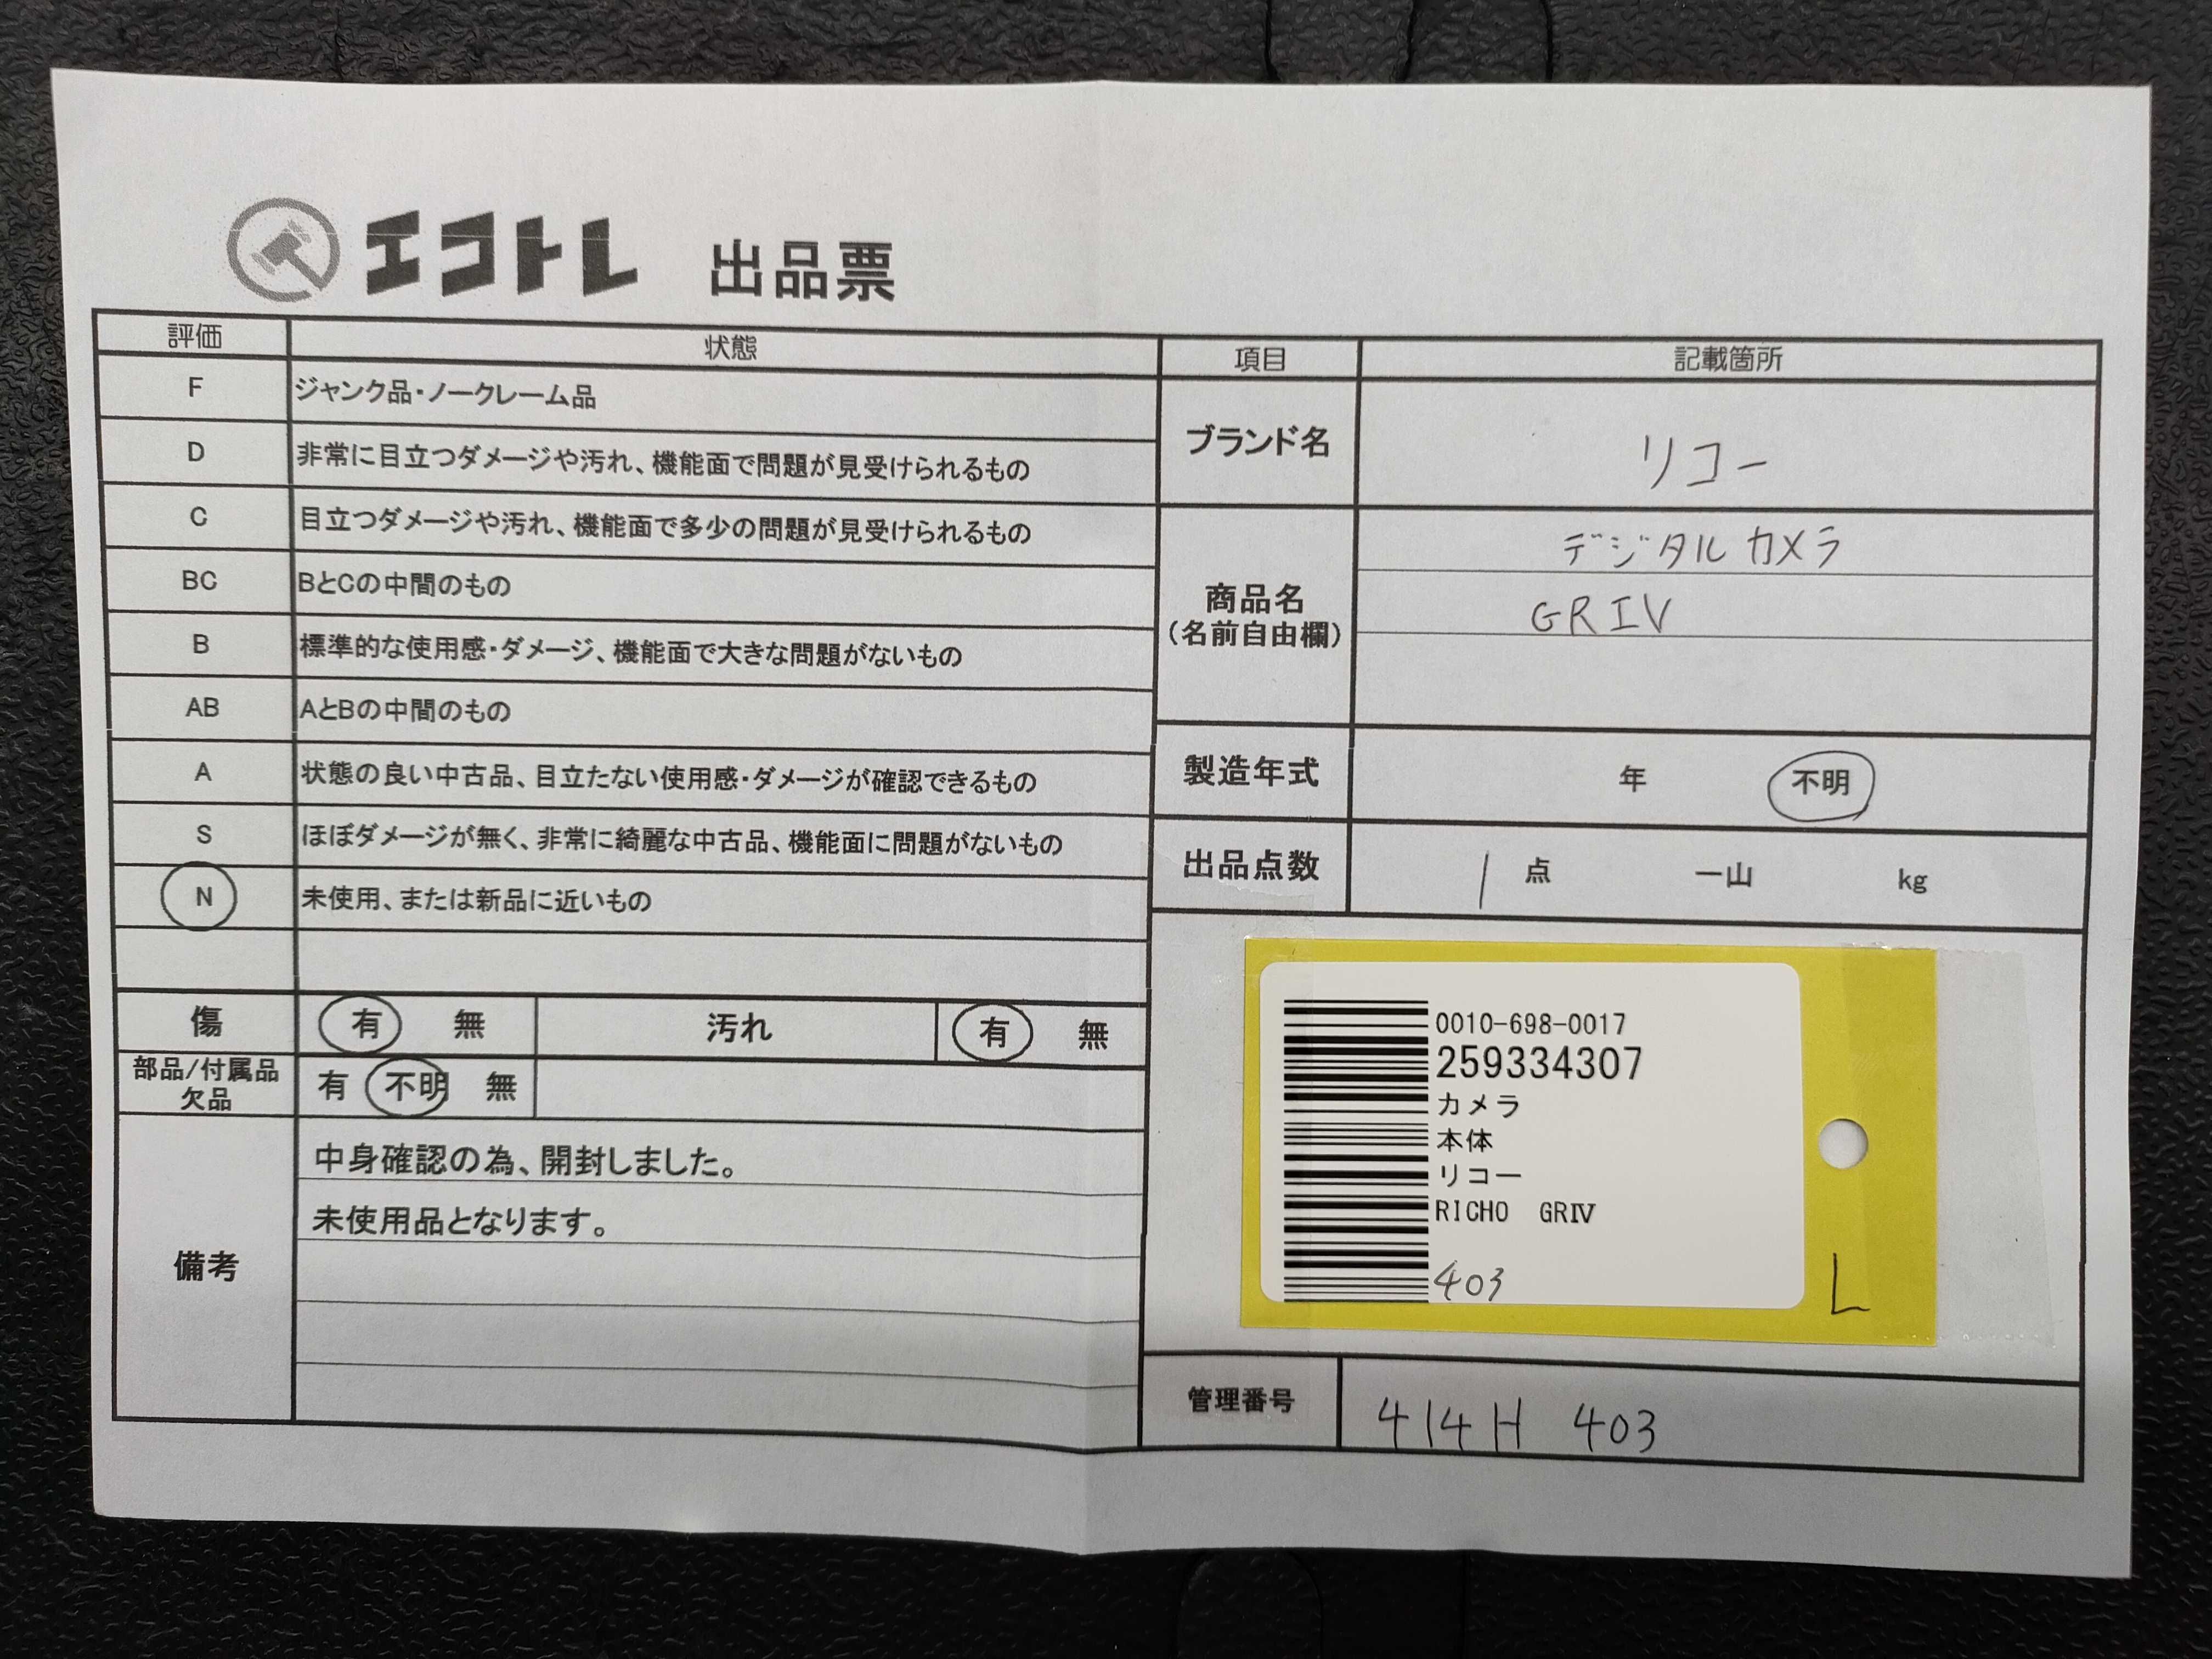 エコトレ 出品票
評価 状態
F ジャンク品・ノークレーム品
D 非常に目立つダメージや汚れ、機能面で問題が見受けられるもの
C 目立つダメージや汚れ、機能面で多少の問題が見受けられるもの
BC BとCの中間のもの
B 標準的な使用感・ダメージ、機能面で大きな問題がないもの
AB AとBの中間のもの
A 状態の良い中古品、目立たない使用感・ダメージが確認できるもの
S ほぼダメージが無く、非常に綺麗な中古品、機能面に問題がないもの
N 未使用、または新品に近いもの
傷 有 無 汚れ 有 無
部品/付属品
欠品
有 不明 無
備考
中身確認の為、開封しました。
未使用品となります。
項目 記載箇所
ブランド名 リコー
商品名
(名前自由欄)
デジタルカメラ
GRIV
製造年式 年 不明
出品点数 1 点 一山 kg
0010-698-0017
259334307
カメラ
本体
リコー
RICHO GRⅣ
403
L
管理番号 414H 403